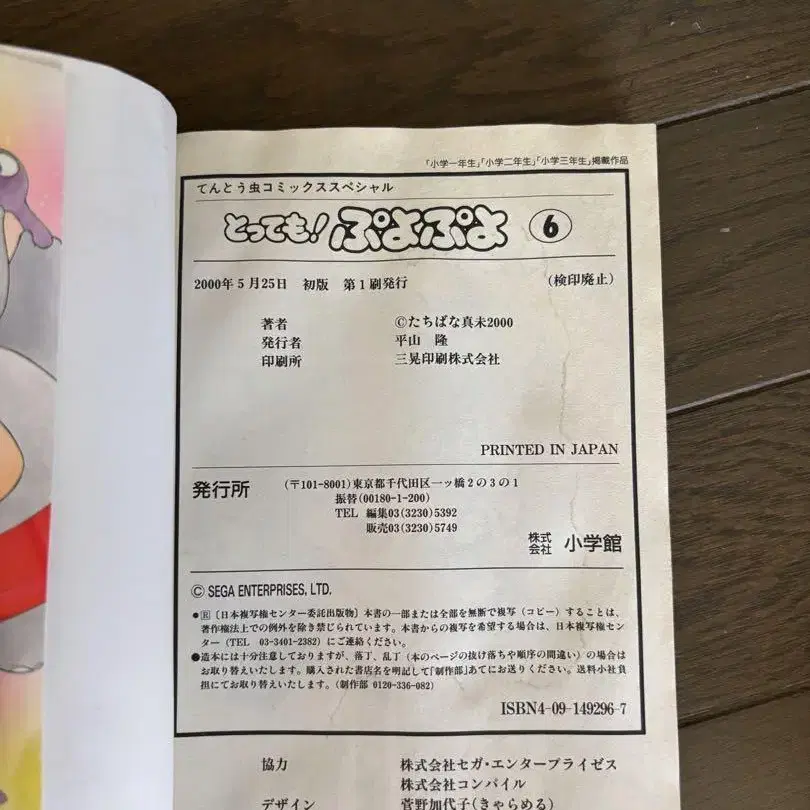 「小学一年生」「小学二年生」「小学三年生」掲載作品
てんとう虫コミックススペシャル
とっても!ぷよぷよ ⑥
2000年5月25日 初版 第1刷発行 (検印廃止)
著者 ©たちばな真未2000
発行者 平山 隆
印刷所 三晃印刷株式会社
PRINTED IN JAPAN
発行所 (〒101-8001)東京都千代田区一ッ橋2の3の1
振替(00180-1-200)
TEL 編集03(3230)5392
販売03(3230)5749
株式会社 小学館
© SEGA ENTERPRISES, LTD.
●Ⓡ〔日本複写権センター委託出版物〕本書の一部または全部を無断で複写(コピー)することは、
著作権法上での例外を除き禁じられています。本書からの複写を希望する場合は、日本複写権セン
ター(TEL 03-3401-2382)にご連絡ください。
●造本には十分注意しておりますが、落丁、乱丁(本のページの抜け落ちや順序の間違い)の場合は
お取り替えいたします。購入された書店名を明記して「制作部」あてにお送りください。送料小社負
担にてお取り替えいたします。(制作部 0120-336-082)
ISBN4-09-149296-7
協力 株式会社セガ・エンタープライゼス
株式会社コンパイル
デザイン 菅野加代子(きゃらめる)